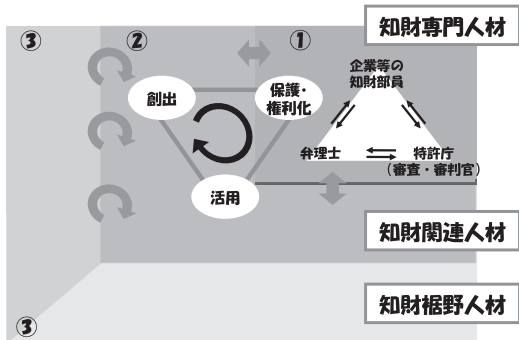 ③
②
①
知財専門人材
企業等の
知財部員
創出
保護・
権利化
弁理士
特許庁
(審査・審判官)
活用
知財関連人材
知財裾野人材
③